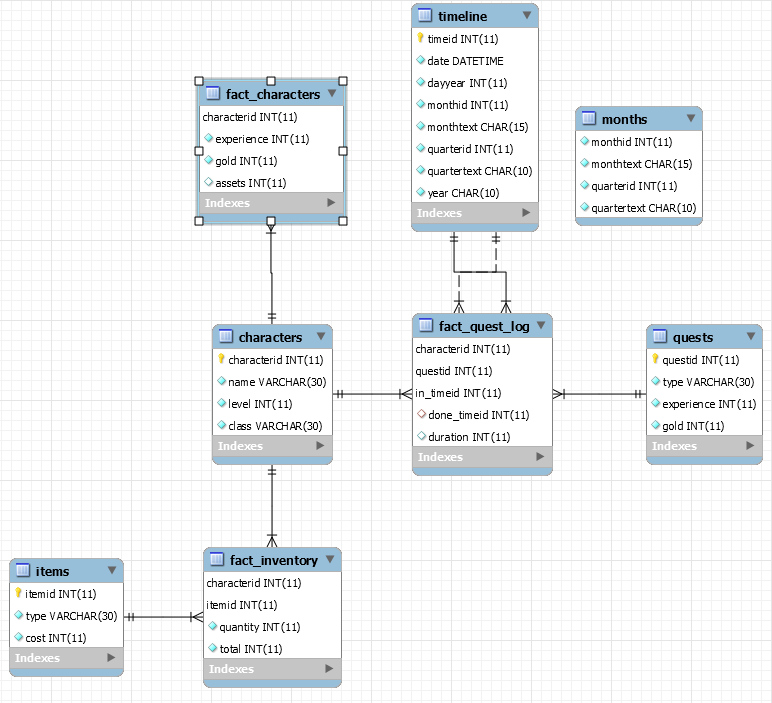 timeline
timeid INT(11)
date DATETIME
dayyear INT(11)
monthid INT(11)
monthtext CHAR(15)
quarterid INT(11)
quartertext CHAR(10)
year CHAR(10)
Indexes
fact_characters
characterid INT(11)
experience INT(11)
gold INT(11)
assets INT(11)
Indexes
months
monthid INT(11)
monthtext CHAR(15)
quarterid INT(11)
quartertext CHAR(10)
characters
characterid INT(11)
name VARCHAR(30)
level INT(11)
class VARCHAR(30)
Indexes
fact_quest_log
characterid INT(11)
questid INT(11)
in_timeid INT(11)
done_timeid INT(11)
duration INT(11)
Indexes
quests
questid INT(11)
type VARCHAR(30)
experience INT(11)
gold INT(11)
Indexes
items
itemid INT(11)
type VARCHAR(30)
cost INT(11)
Indexes
fact_inventory
characterid INT(11)
itemid INT(11)
quantity INT(11)
total INT(11)
Indexes